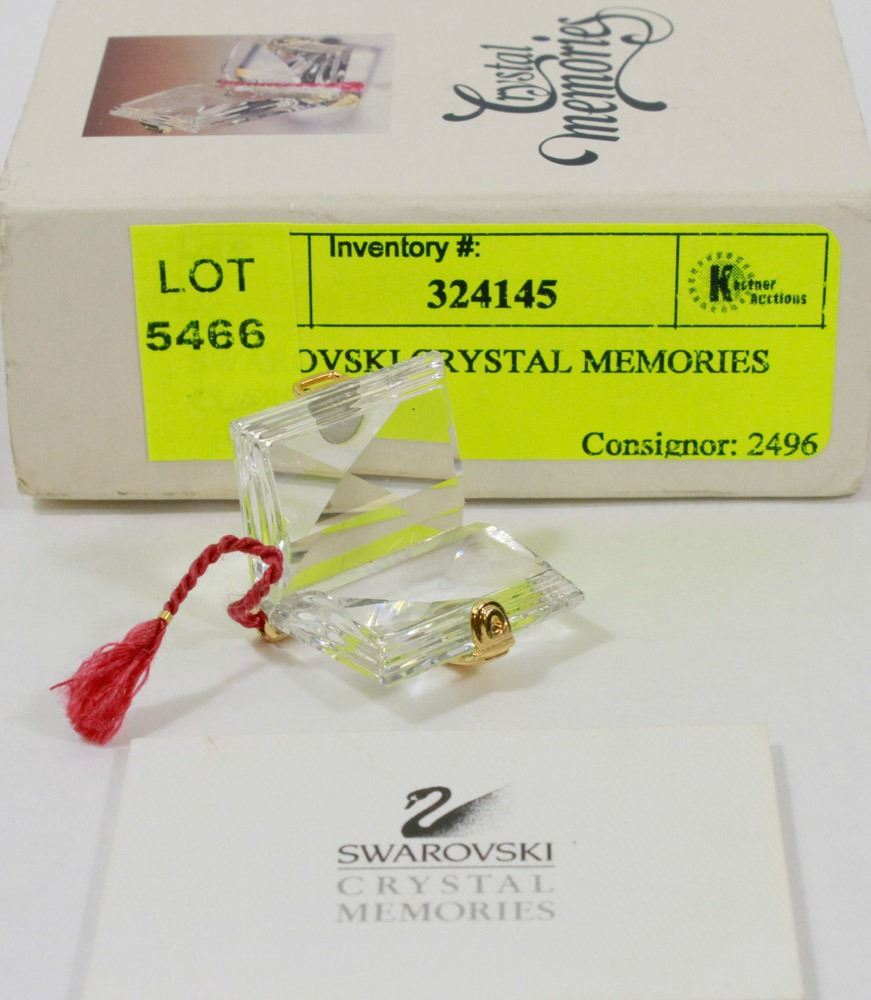 Crystal
Memories
LOT
5466
Inventory #:
324145
Kastner
Auctions
OVSKI CRYSTAL MEMORIES
Consignor: 2496
SWAROVSKI
CRYSTAL
MEMORIES